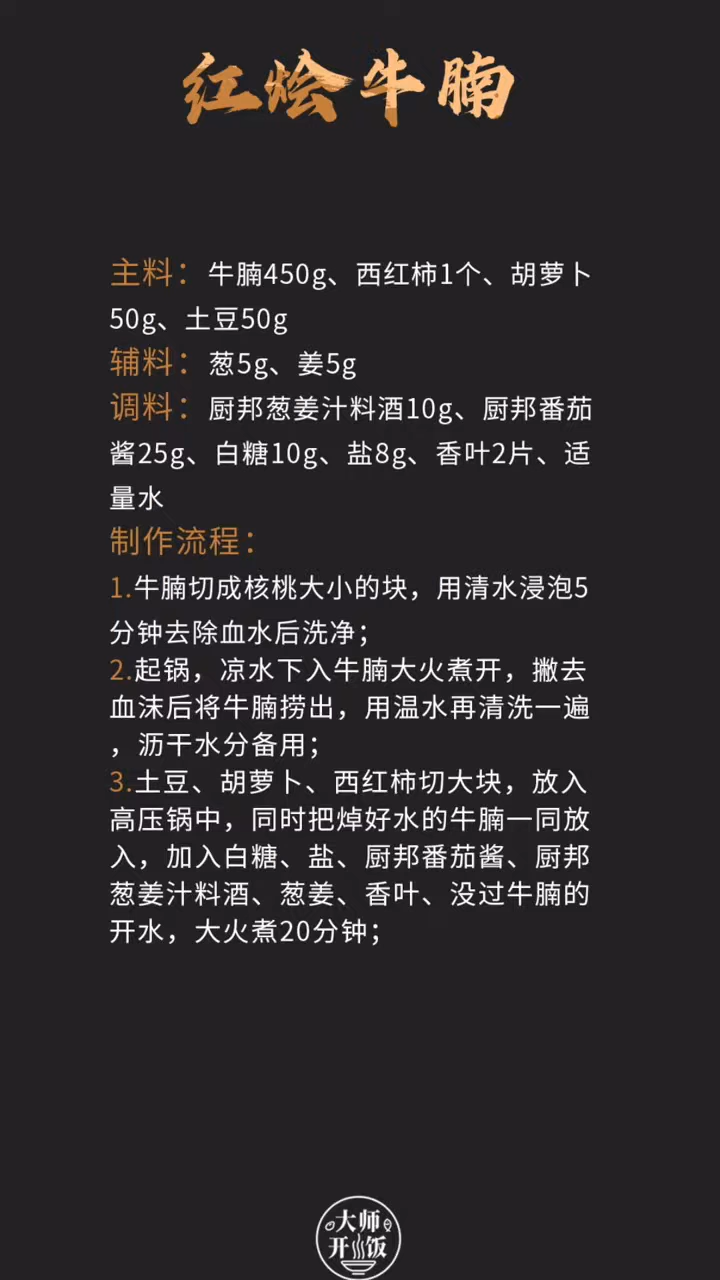 红烩牛腩
主料：牛腩450g、西红柿1个、胡萝卜
50g、土豆50g
辅料：葱5g、姜5g
调料：厨邦葱姜汁料酒10g、厨邦番茄
酱25g、白糖10g、盐8g、香叶2片、适
量水
制作流程：
1.牛腩切成核桃大小的块，用清水浸泡5
分钟去除血水后洗净；
2.起锅，凉水下入牛腩大火煮开，撇去
血沫后将牛腩捞出，用温水再清洗一遍
，沥干水分备用；
3.土豆、胡萝卜、西红柿切大块，放入
高压锅中，同时把焯好水的牛腩一同放
入，加入白糖、盐、厨邦番茄酱、厨邦
葱姜汁料酒、葱姜、香叶、没过牛腩的
开水，大火煮20分钟；
大师
开饭